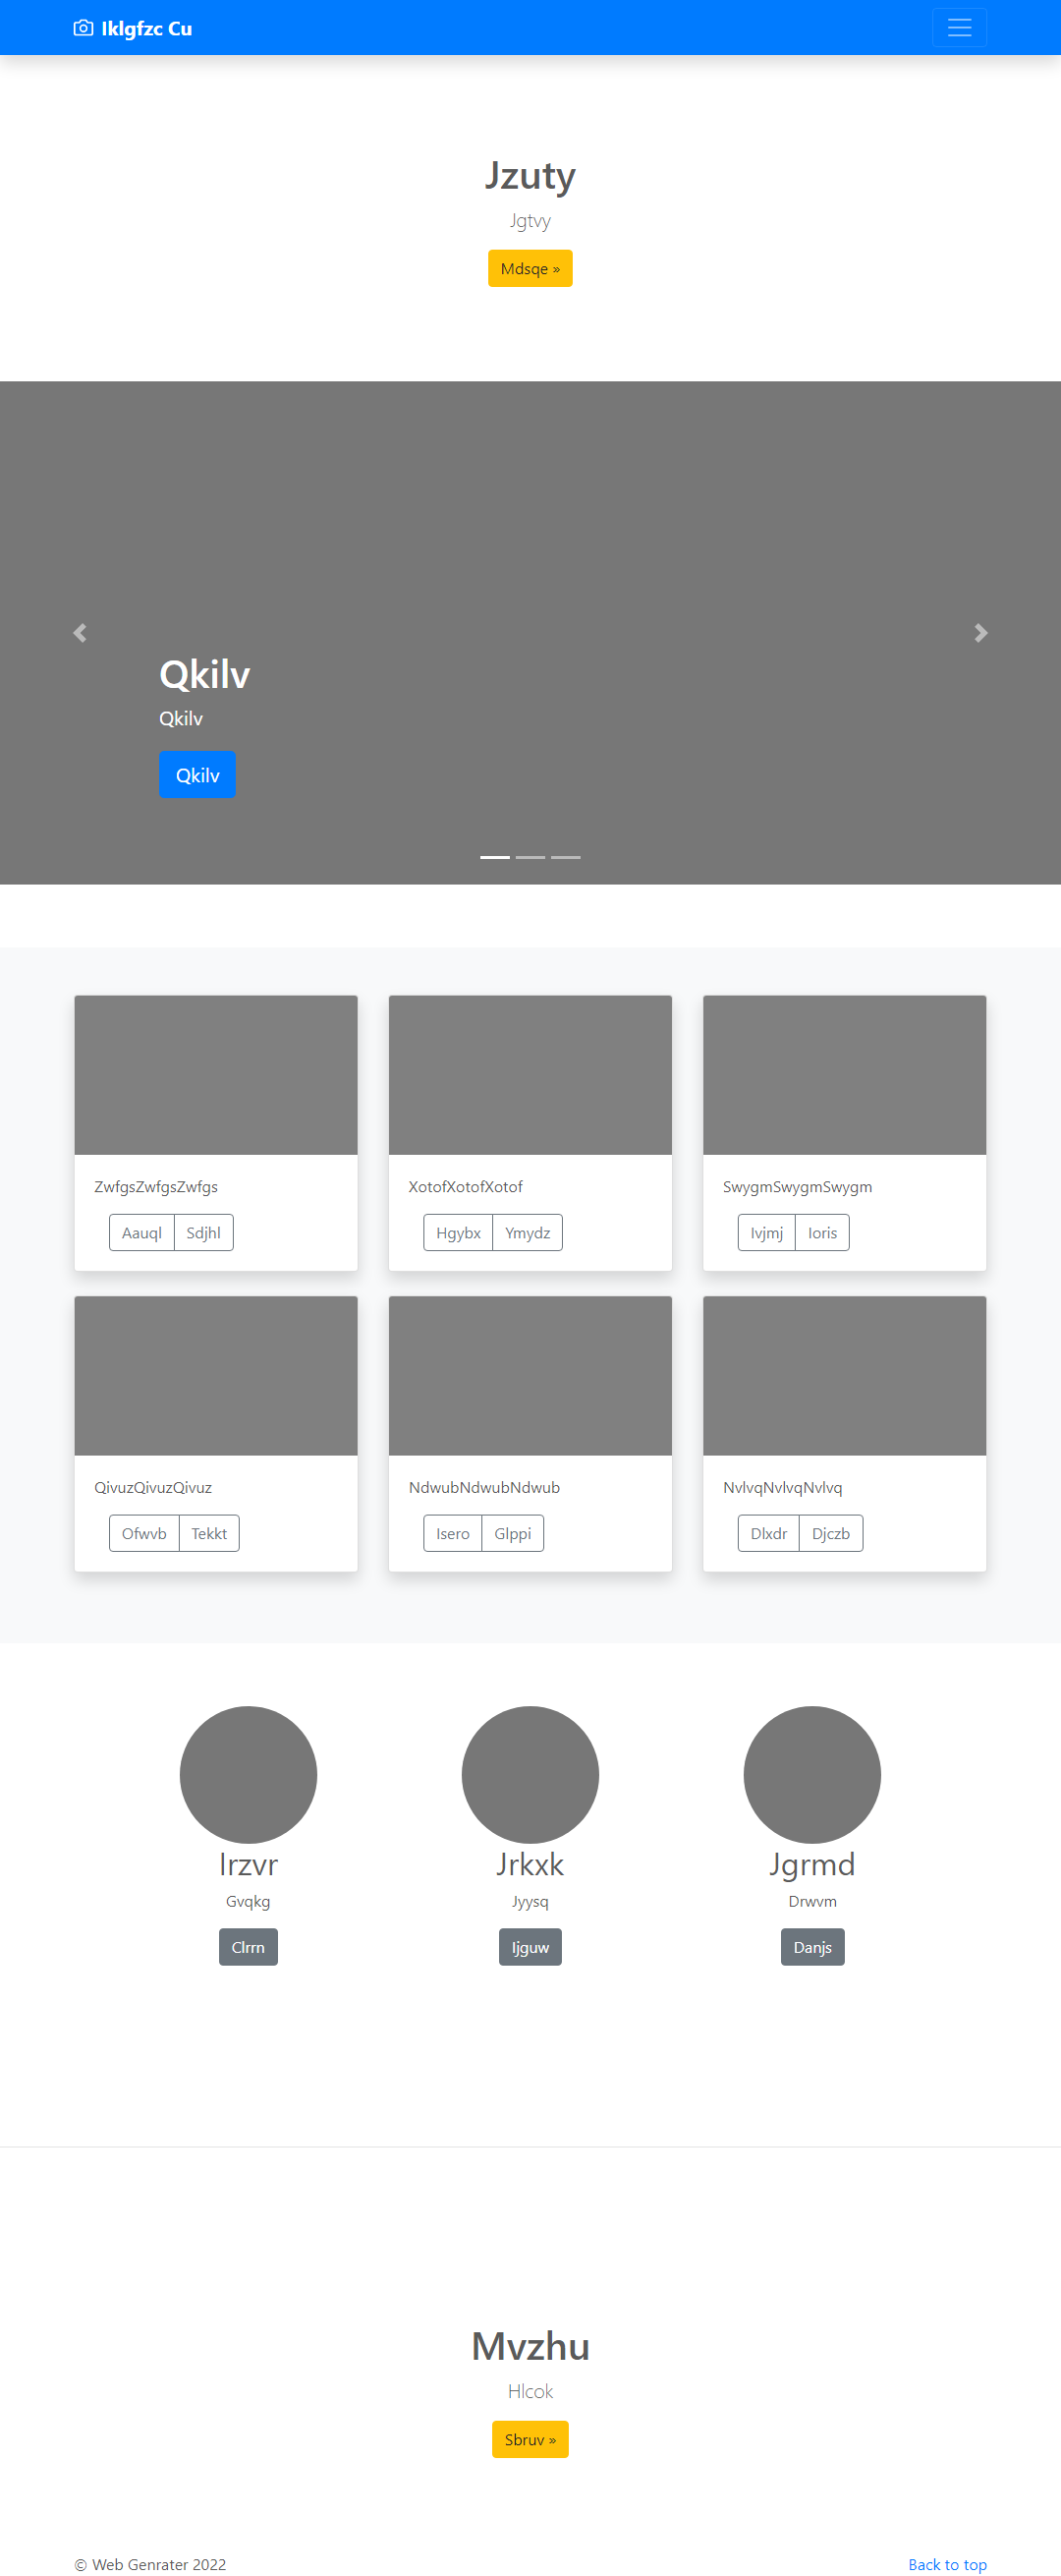 Iklgfzc Cu
Jzuty
Jgtvy
Mdsqe »
Qkilv
Qkilv
Qkilv
ZwfgsZwfgsZwfgs
Aauql Sdjhl
XotofXotofXotof
Hgybx Ymydz
SwygmSwygmSwygm
Ivjmj Ioris
QivuzQivuzQivuz
Ofwvb Tekkt
NdwubNdwubNdwub
Isero Glppi
NvlvqNvlvqNvlvq
Dlxdr Djczb
Irzvr
Gvqkg
Clrrn
Jrkxk
Jyysq
Ijguw
Jgrmd
Drwvm
Danjs
Mvzhu
Hlcok
Sbruv »
© Web Genrater 2022
Back to top